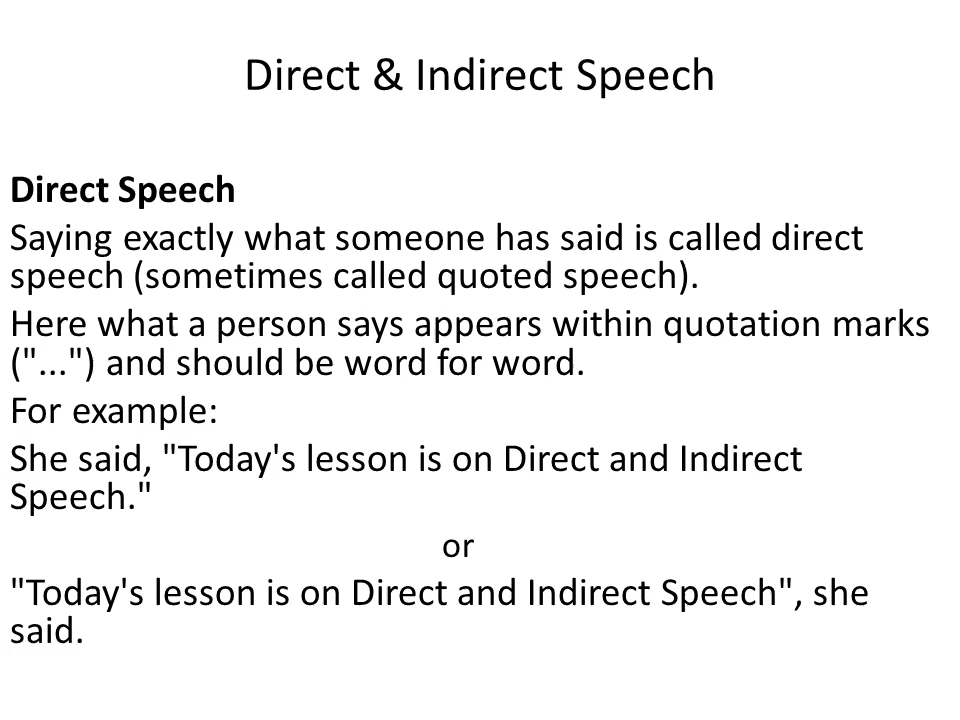 Direct & Indirect Speech
Direct Speech
Saying exactly what someone has said is called direct
speech (sometimes called quoted speech).
Here what a person says appears within quotation marks
("...") and should be word for word.
For example:
She said, "Today's lesson is on Direct and Indirect
Speech."
or
"Today's lesson is on Direct and Indirect Speech", she
said.